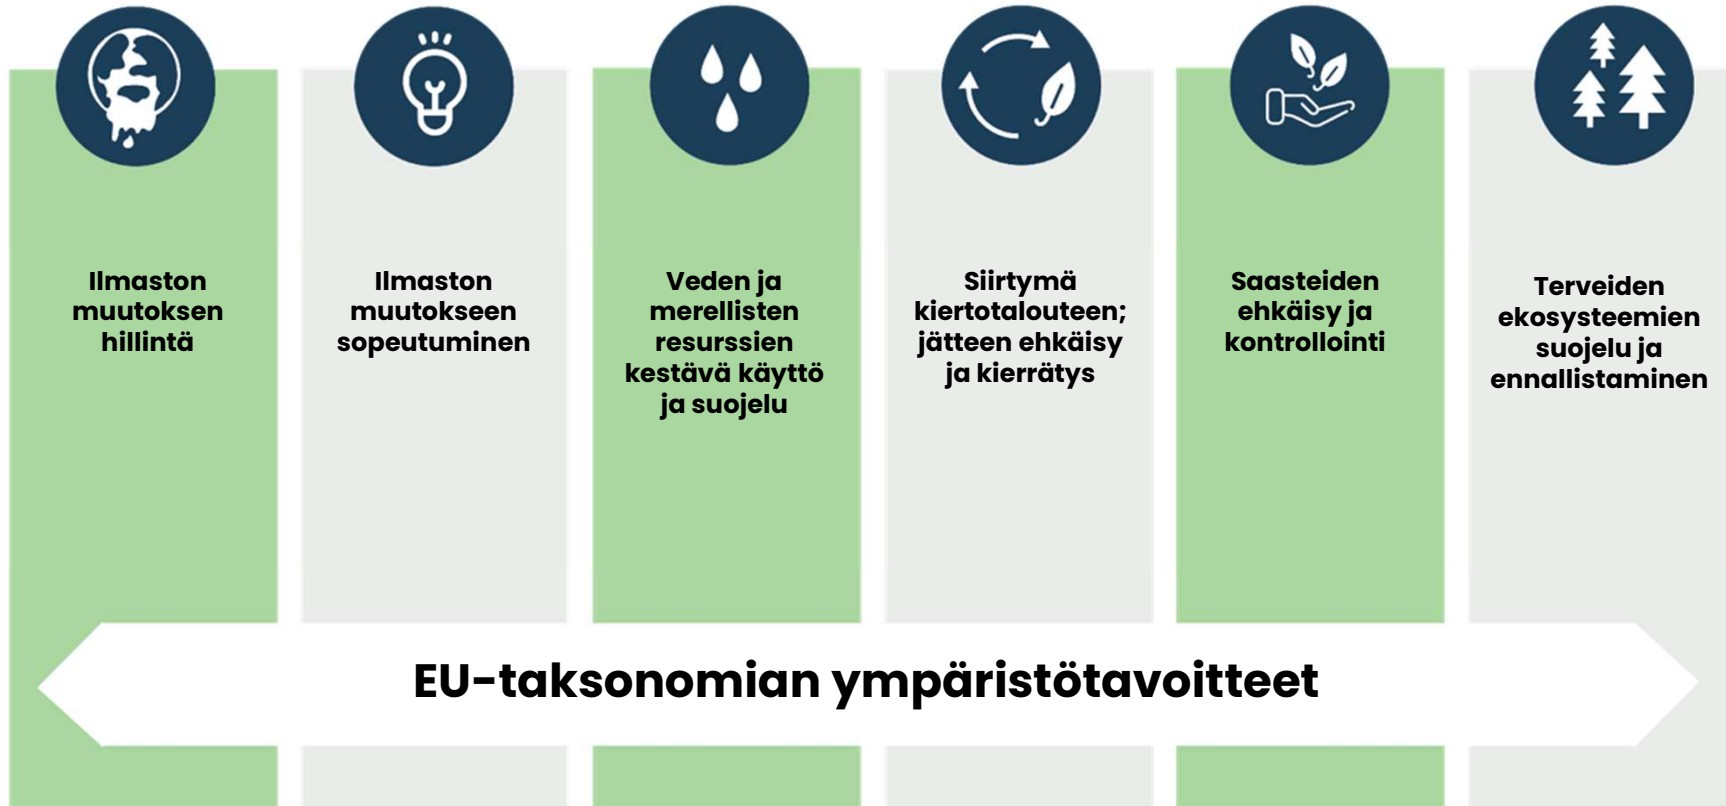 Ilmaston
muutoksen
hillintä
Ilmaston
muutokseen
sopeutuminen
Veden ja
merellisten
resurssien
kestävä käyttö
ja suojelu
Siirtymä
kiertotalouteen;
jätteen ehkäisy
ja kierrätys
Saasteiden
ehkäisy ja
kontrollointi
Terveiden
ekosysteemien
suojelu ja
ennallistaminen
EU-taksonomian ympäristötavoitteet